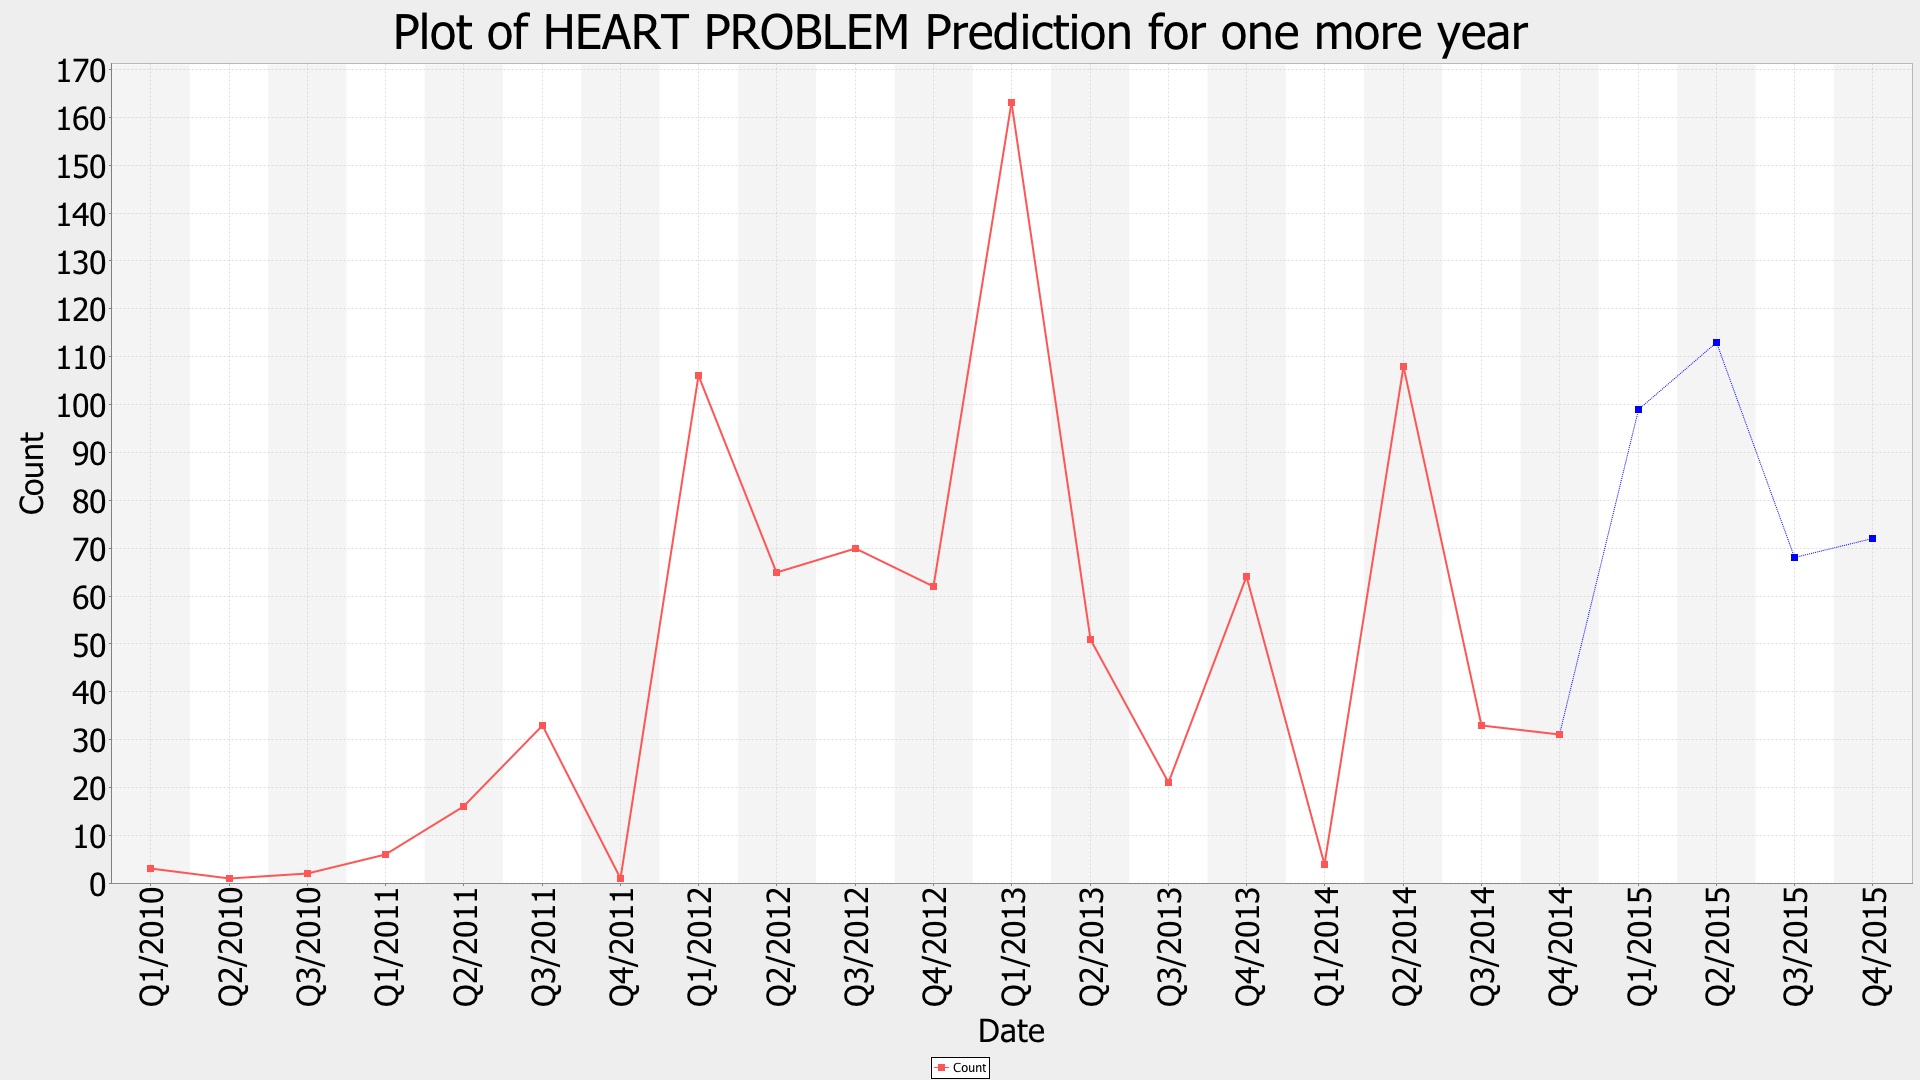 Plot of HEART PROBLEM Prediction for one more year
170
160
150
140
130
120
110
100
90
80
70
60
50
40
30
20
10
0
Count
Q1/2010
Q2/2010
Q3/2010
Q1/2011
Q2/2011
Q3/2011
Q4/2011
Q1/2012
Q2/2012
Q3/2012
Q4/2012
Q1/2013
Q2/2013
Q3/2013
Q4/2013
Q1/2014
Q2/2014
Q3/2014
Q4/2014
Q1/2015
Q2/2015
Q3/2015
Q4/2015
Date
Count